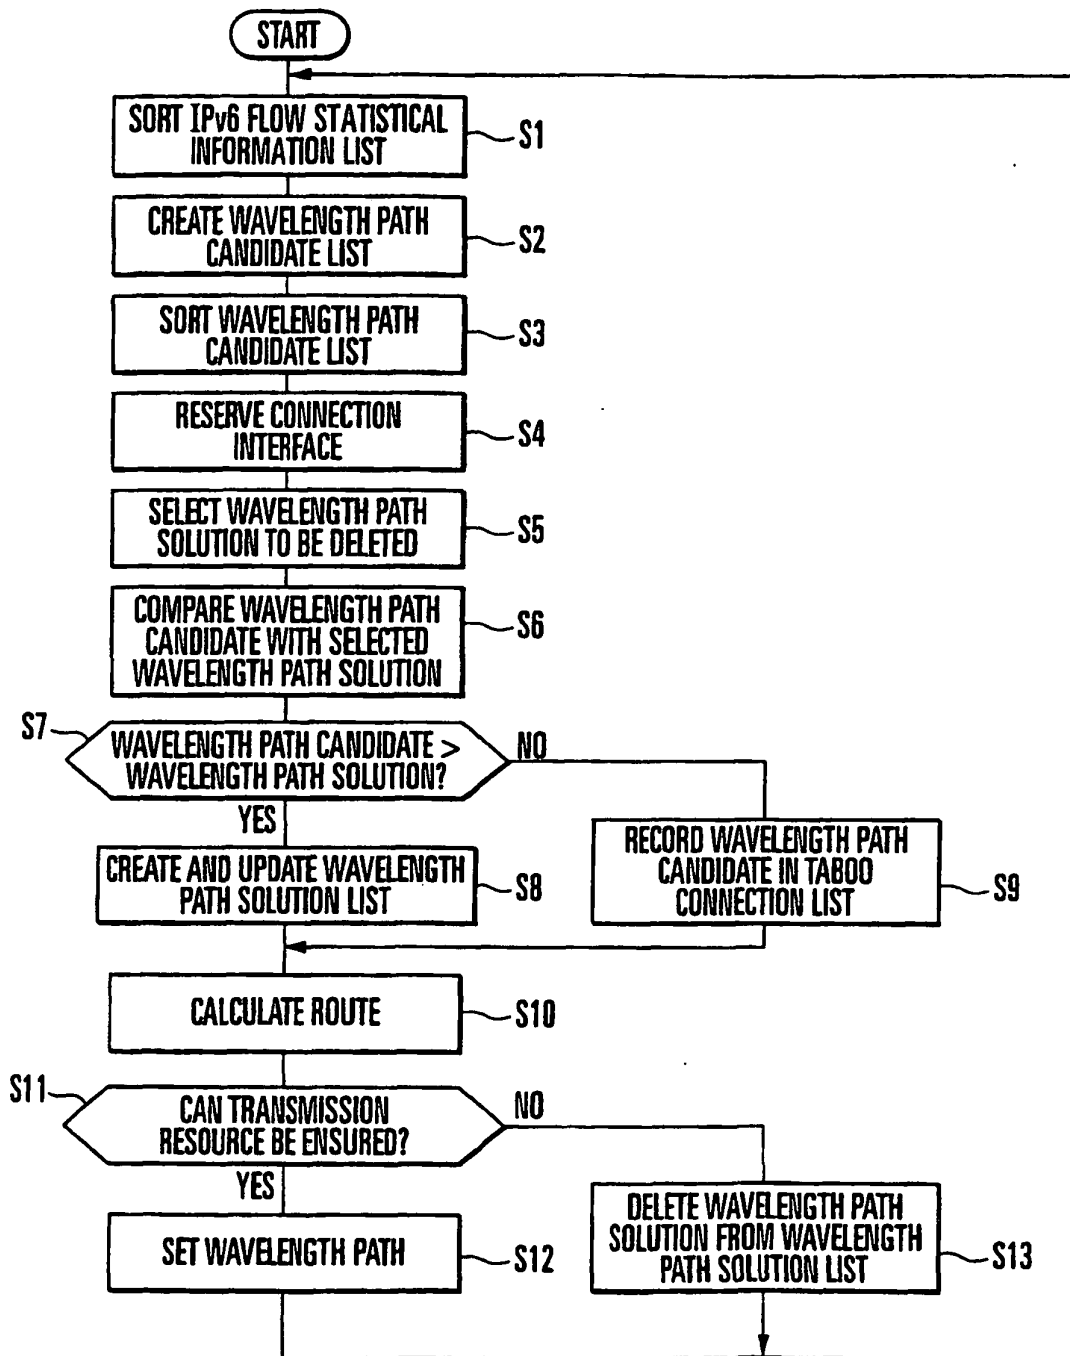 START
SORT IPv6 FLOW STATISTICAL
INFORMATION LIST
S1
CREATE WAVELENGTH PATH
CANDIDATE LIST
S2
SORT WAVELENGTH PATH
CANDIDATE LIST
S3
RESERVE CONNECTION
INTERFACE
S4
SELECT WAVELENGTH PATH
SOLUTION TO BE DELETED
S5
COMPARE WAVELENGTH PATH
CANDIDATE WITH SELECTED
WAVELENGTH PATH SOLUTION
S6
S7
WAVELENGTH PATH CANDIDATE >
WAVELENGTH PATH SOLUTION?
NO
YES
CREATE AND UPDATE WAVELENGTH
PATH SOLUTION LIST
S8
RECORD WAVELENGTH PATH
CANDIDATE IN TABOO
CONNECTION LIST
S9
CALCULATE ROUTE
S10
S11
CAN TRANSMISSION
RESOURCE BE ENSURED?
NO
YES
SET WAVELENGTH PATH
S12
DELETE WAVELENGTH PATH
SOLUTION FROM WAVELENGTH
PATH SOLUTION LIST
S13